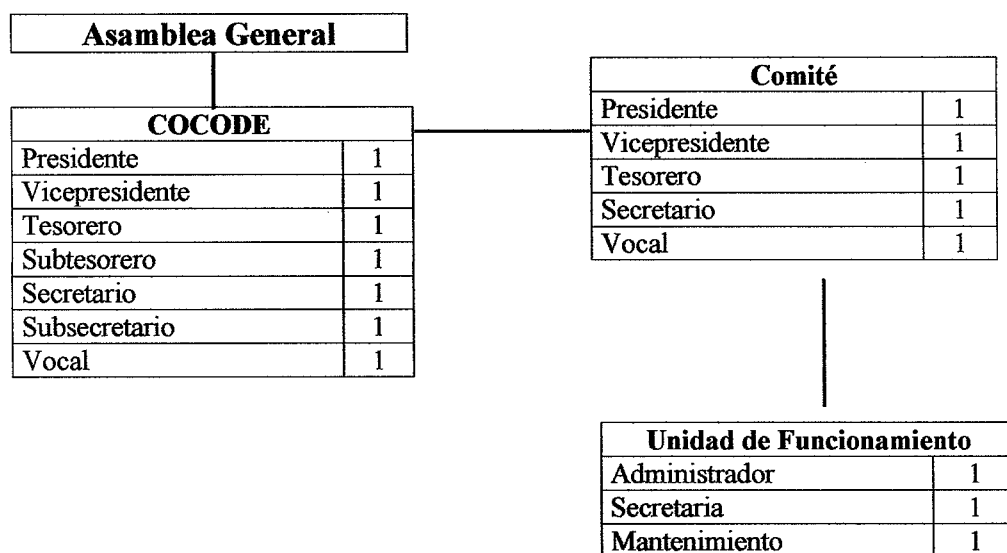 Asamblea General
COCODE
Presidente 1
Vicepresidente 1
Tesorero 1
Subtesorero 1
Secretario 1
Subsecretario 1
Vocal 1
Comité
Presidente 1
Vicepresidente 1
Tesorero 1
Secretario 1
Vocal 1
Unidad de Funcionamiento
Administrador 1
Secretaria 1
Mantenimiento 1